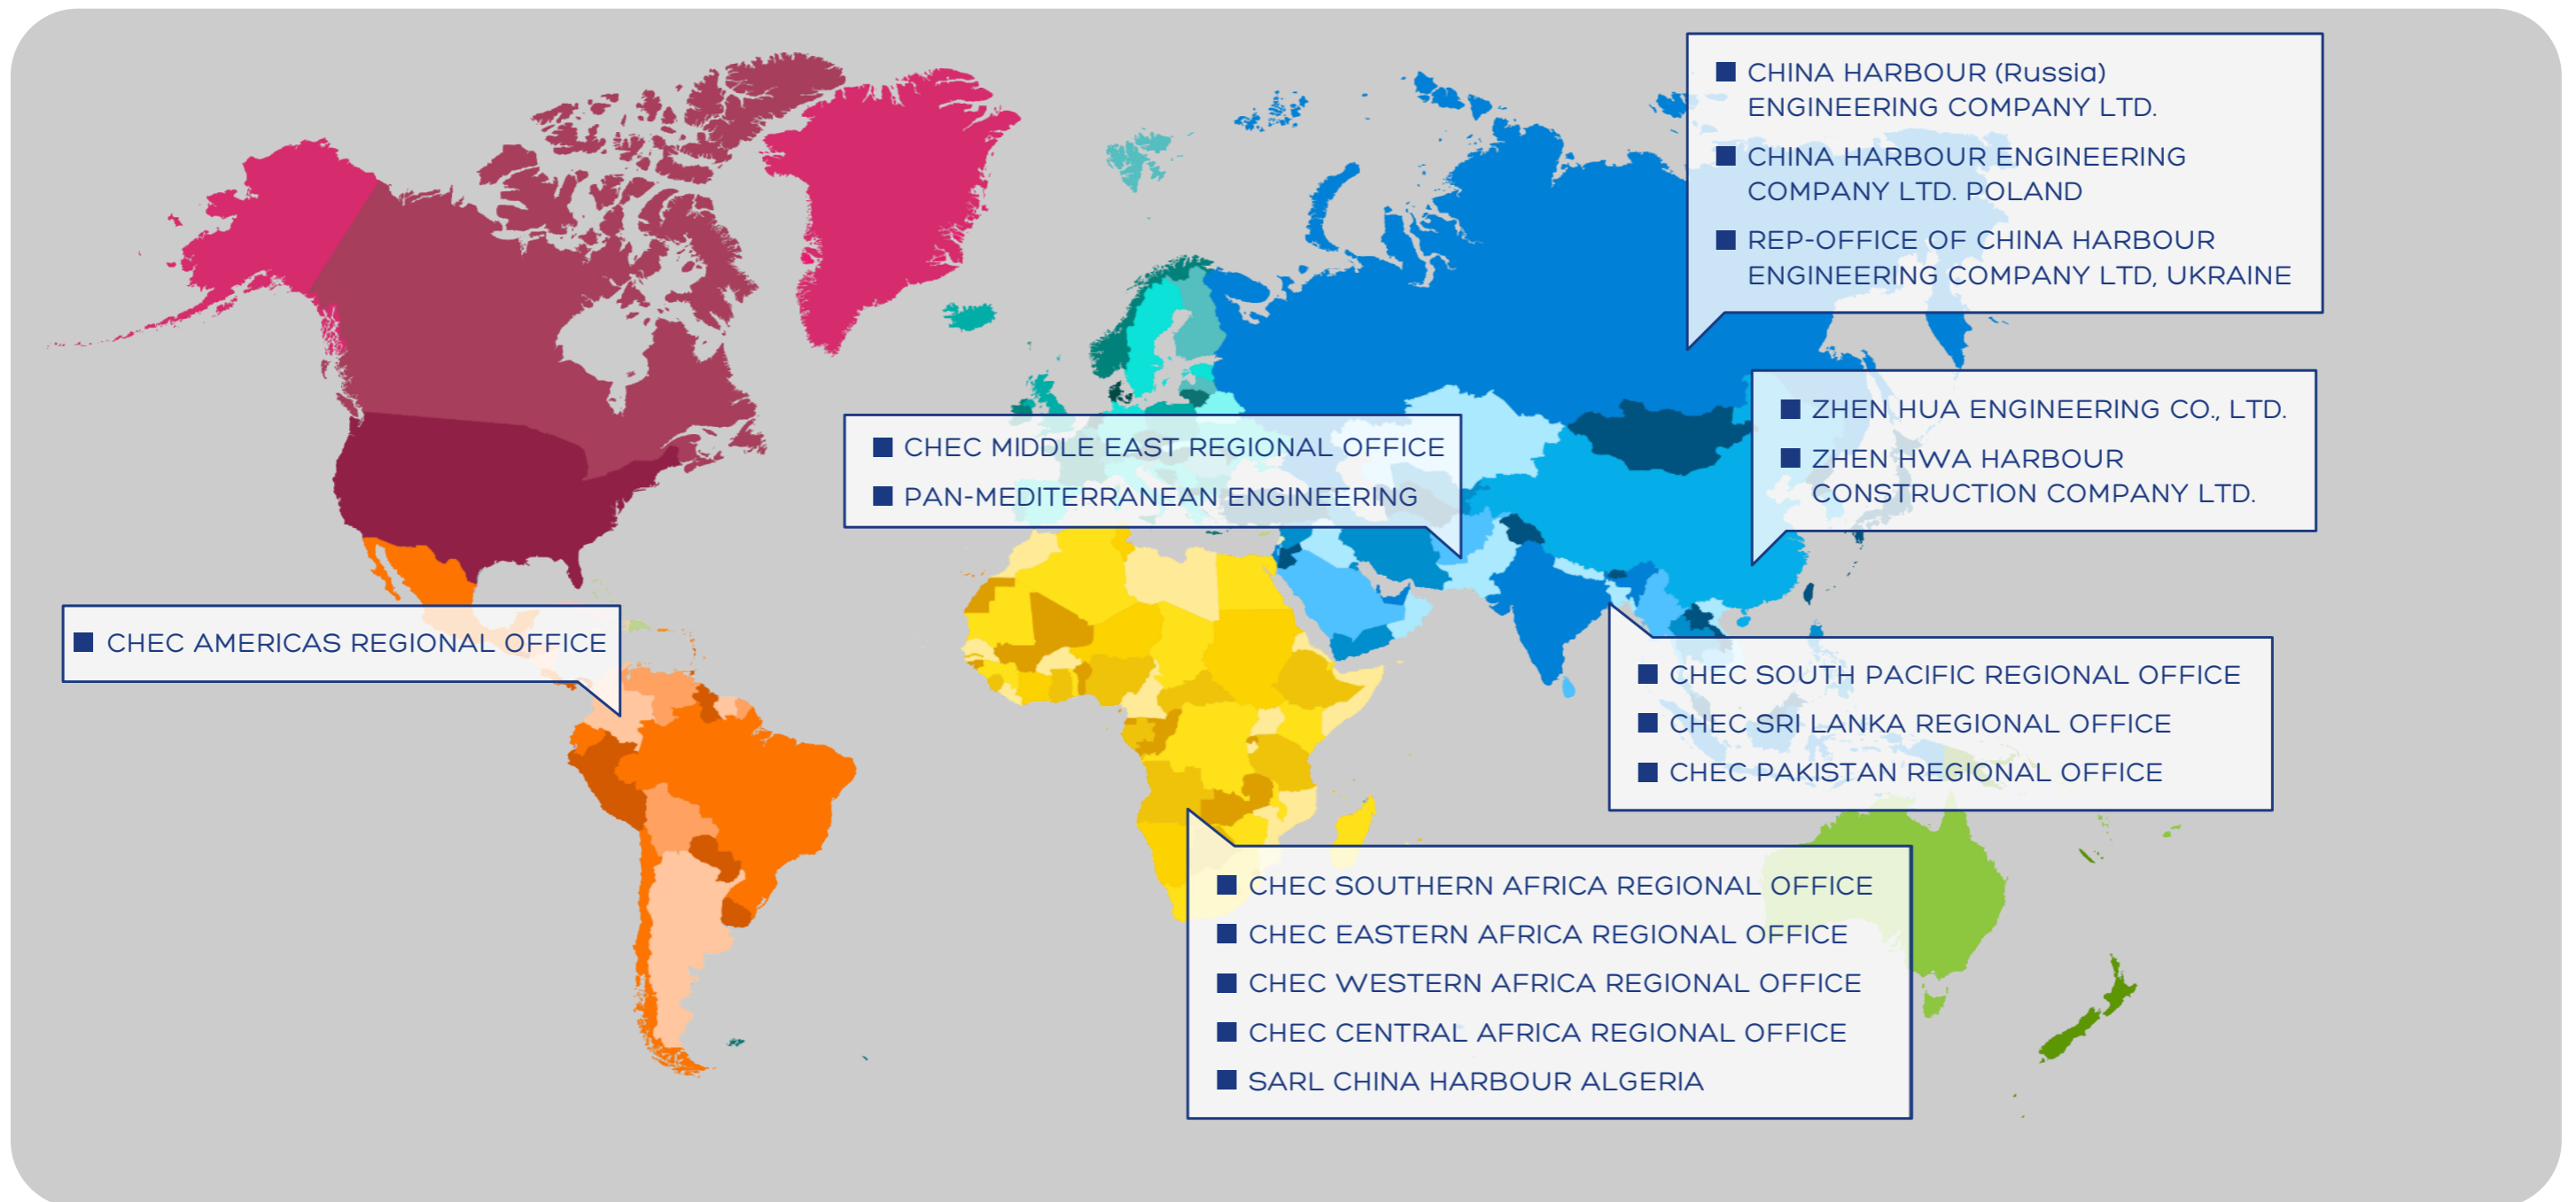 CHINA HARBOUR (Russia)
ENGINEERING COMPANY LTD.
CHINA HARBOUR ENGINEERING
COMPANY LTD. POLAND
REP-OFFICE OF CHINA HARBOUR
ENGINEERING COMPANY LTD, UKRAINE
ZHEN HUA ENGINEERING CO., LTD.
ZHEN HWA HARBOUR
CONSTRUCTION COMPANY LTD.
CHEC MIDDLE EAST REGIONAL OFFICE
PAN-MEDITERRANEAN ENGINEERING
CHEC AMERICAS REGIONAL OFFICE
CHEC SOUTH PACIFIC REGIONAL OFFICE
CHEC SRI LANKA REGIONAL OFFICE
CHEC PAKISTAN REGIONAL OFFICE
CHEC SOUTHERN AFRICA REGIONAL OFFICE
CHEC EASTERN AFRICA REGIONAL OFFICE
CHEC WESTERN AFRICA REGIONAL OFFICE
CHEC CENTRAL AFRICA REGIONAL OFFICE
SARL CHINA HARBOUR ALGERIA